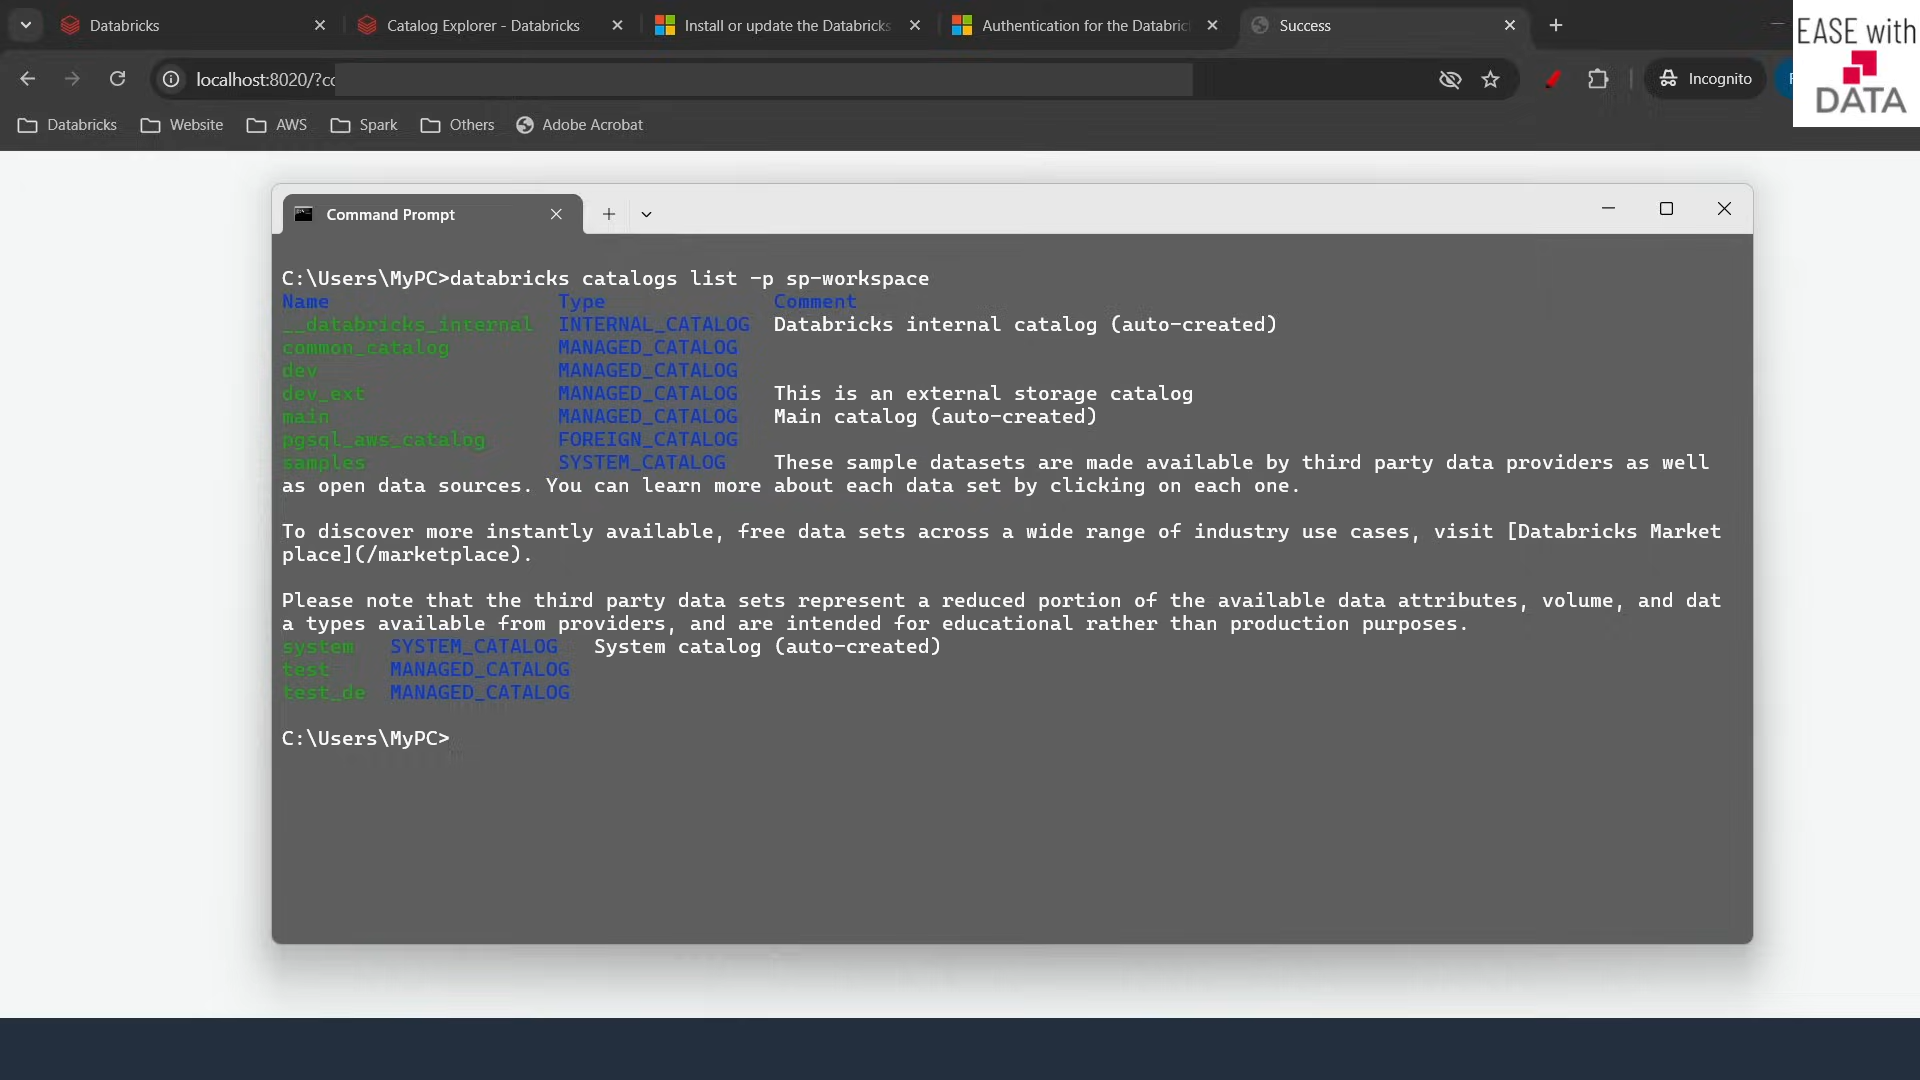 Databricks
Catalog Explorer - Databricks
Install or update the Databricks
Authentication for the Databric
Success
EASE with
DATA
localhost:8020/?cc
Incognito
Databricks
Website
AWS
Spark
Others
Adobe Acrobat
Command Prompt
C:\Users\MyPC>databricks catalogs list -p sp-workspace
Name Type Comment
__databricks_internal INTERNAL_CATALOG Databricks internal catalog (auto-created)
common_catalog MANAGED_CATALOG
dev MANAGED_CATALOG
dev_ext MANAGED_CATALOG This is an external storage catalog
main MANAGED_CATALOG Main catalog (auto-created)
pgsql_aws_catalog FOREIGN_CATALOG
samples SYSTEM_CATALOG These sample datasets are made available by third party data providers as well
as open data sources. You can learn more about each data set by clicking on each one.
To discover more instantly available, free data sets across a wide range of industry use cases, visit [Databricks Market
place](/marketplace).
Please note that the third party data sets represent a reduced portion of the available data attributes, volume, and dat
a types available from providers, and are intended for educational rather than production purposes.
system SYSTEM_CATALOG System catalog (auto-created)
test MANAGED_CATALOG
test_de MANAGED_CATALOG
C:\Users\MyPC>